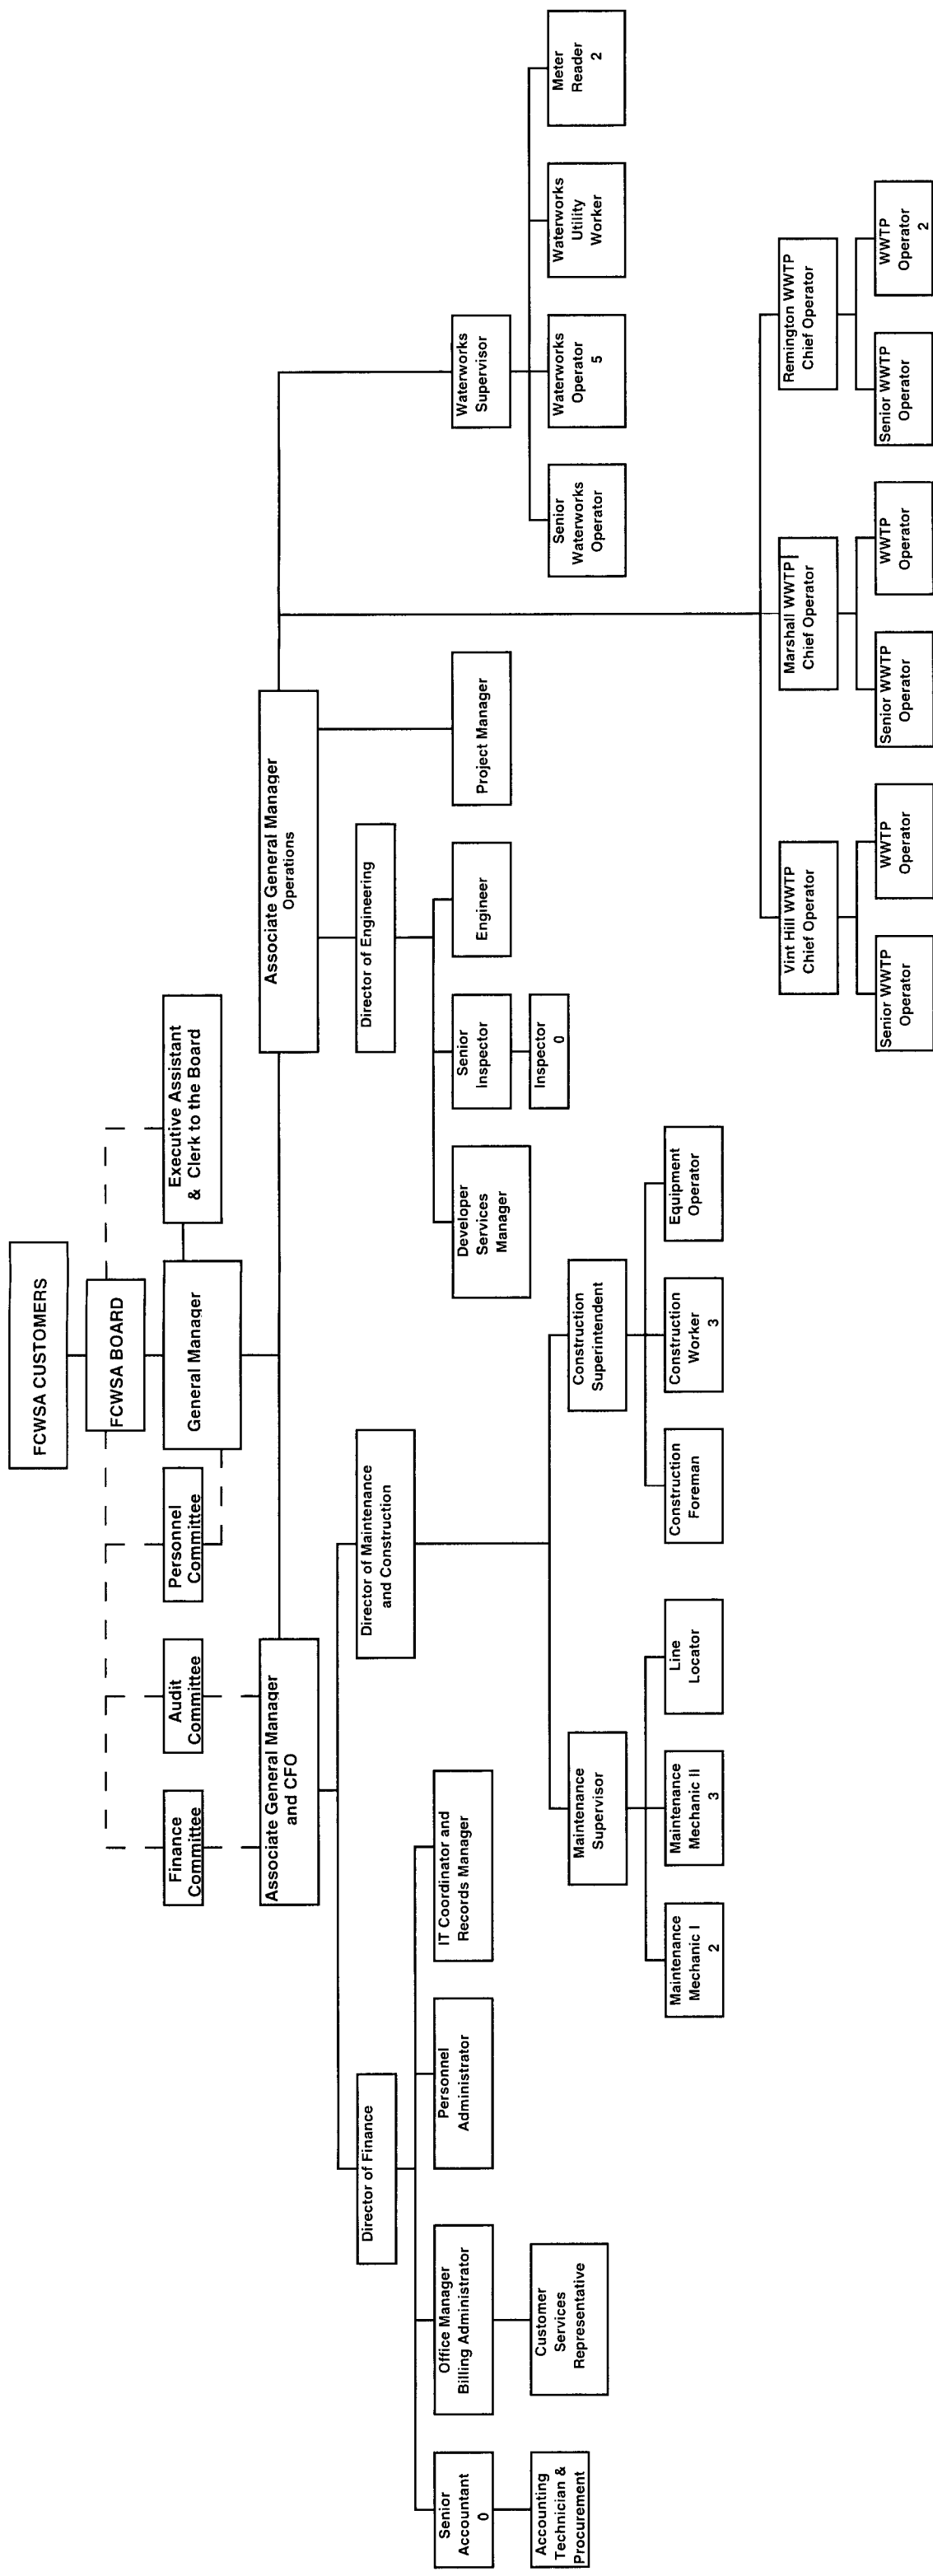 FCWSA CUSTOMERS
FCWSA BOARD
General Manager
Executive Assistant
& Clerk to the Board
Finance
Committee
Audit
Committee
Personnel
Committee
Associate General Manager
and CFO
Associate General Manager
Operations
Director of Finance
Director of Maintenance
and Construction
Director of Engineering
Senior
Accountant
0
Office Manager
Billing Administrator
Personnel
Administrator
IT Coordinator and
Records Manager
Developer
Services
Manager
Senior
Inspector
Engineer
Project Manager
Waterworks
Supervisor
Accounting
Technician &
Procurement
Customer
Services
Representative
Inspector
0
Senior
Waterworks
Operator
Waterworks
Operator
5
Waterworks
Utility
Worker
Meter
Reader
2
Maintenance
Supervisor
Construction
Superintendent
Maintenance
Mechanic I
2
Maintenance
Mechanic II
3
Line
Locator
Construction
Foreman
Construction
Worker
3
Equipment
Operator
Vint Hill WWTP
Chief Operator
Marshall WWTP
Chief Operator
Remington WWTP
Chief Operator
Senior WWTP
Operator
WWTP
Operator
Senior WWTP
Operator
WWTP
Operator
Senior WWTP
Operator
WWTP
Operator
2